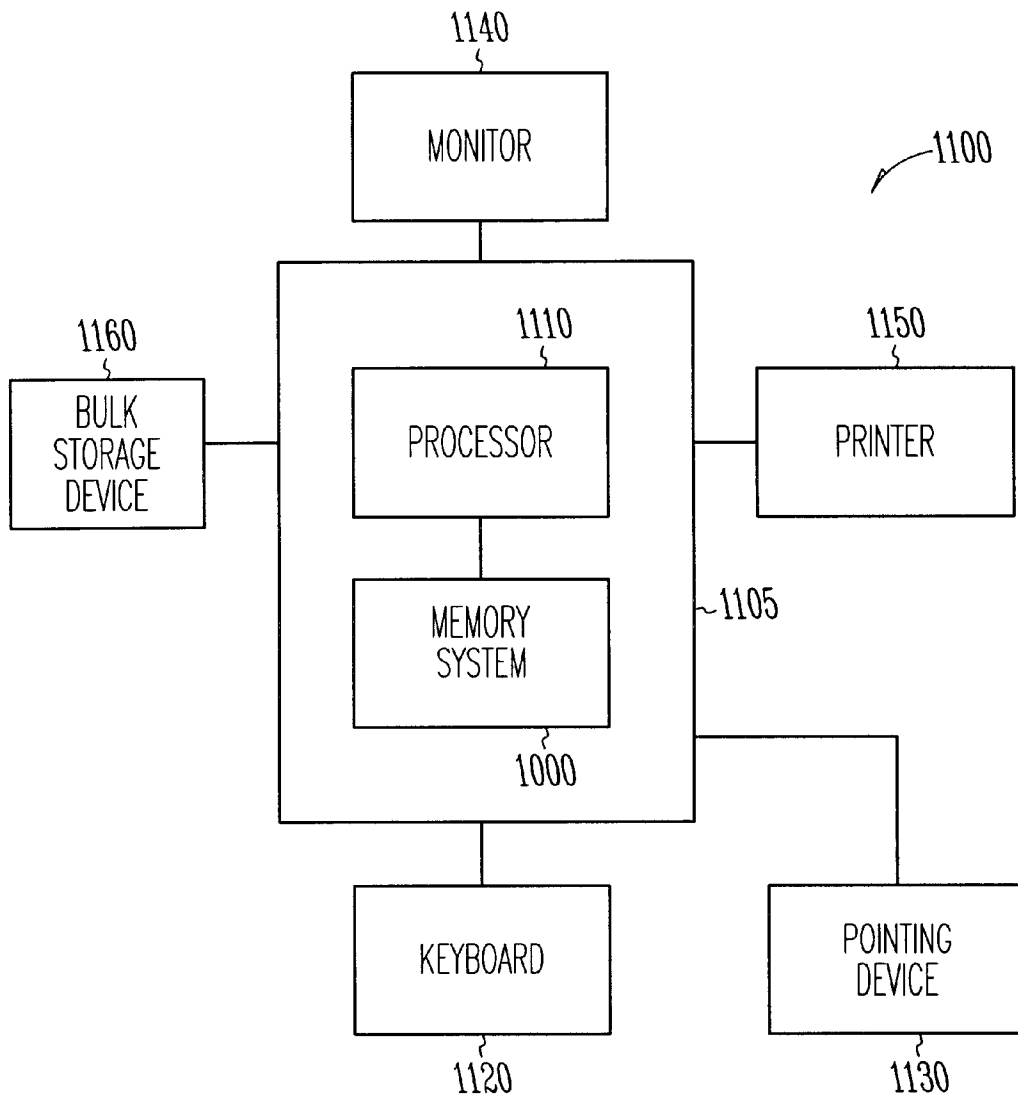 1140
MONITOR
1100
1160
BULK
STORAGE
DEVICE
1110
PROCESSOR
1150
PRINTER
MEMORY
SYSTEM
1105
1000
KEYBOARD
1120
POINTING
DEVICE
1130